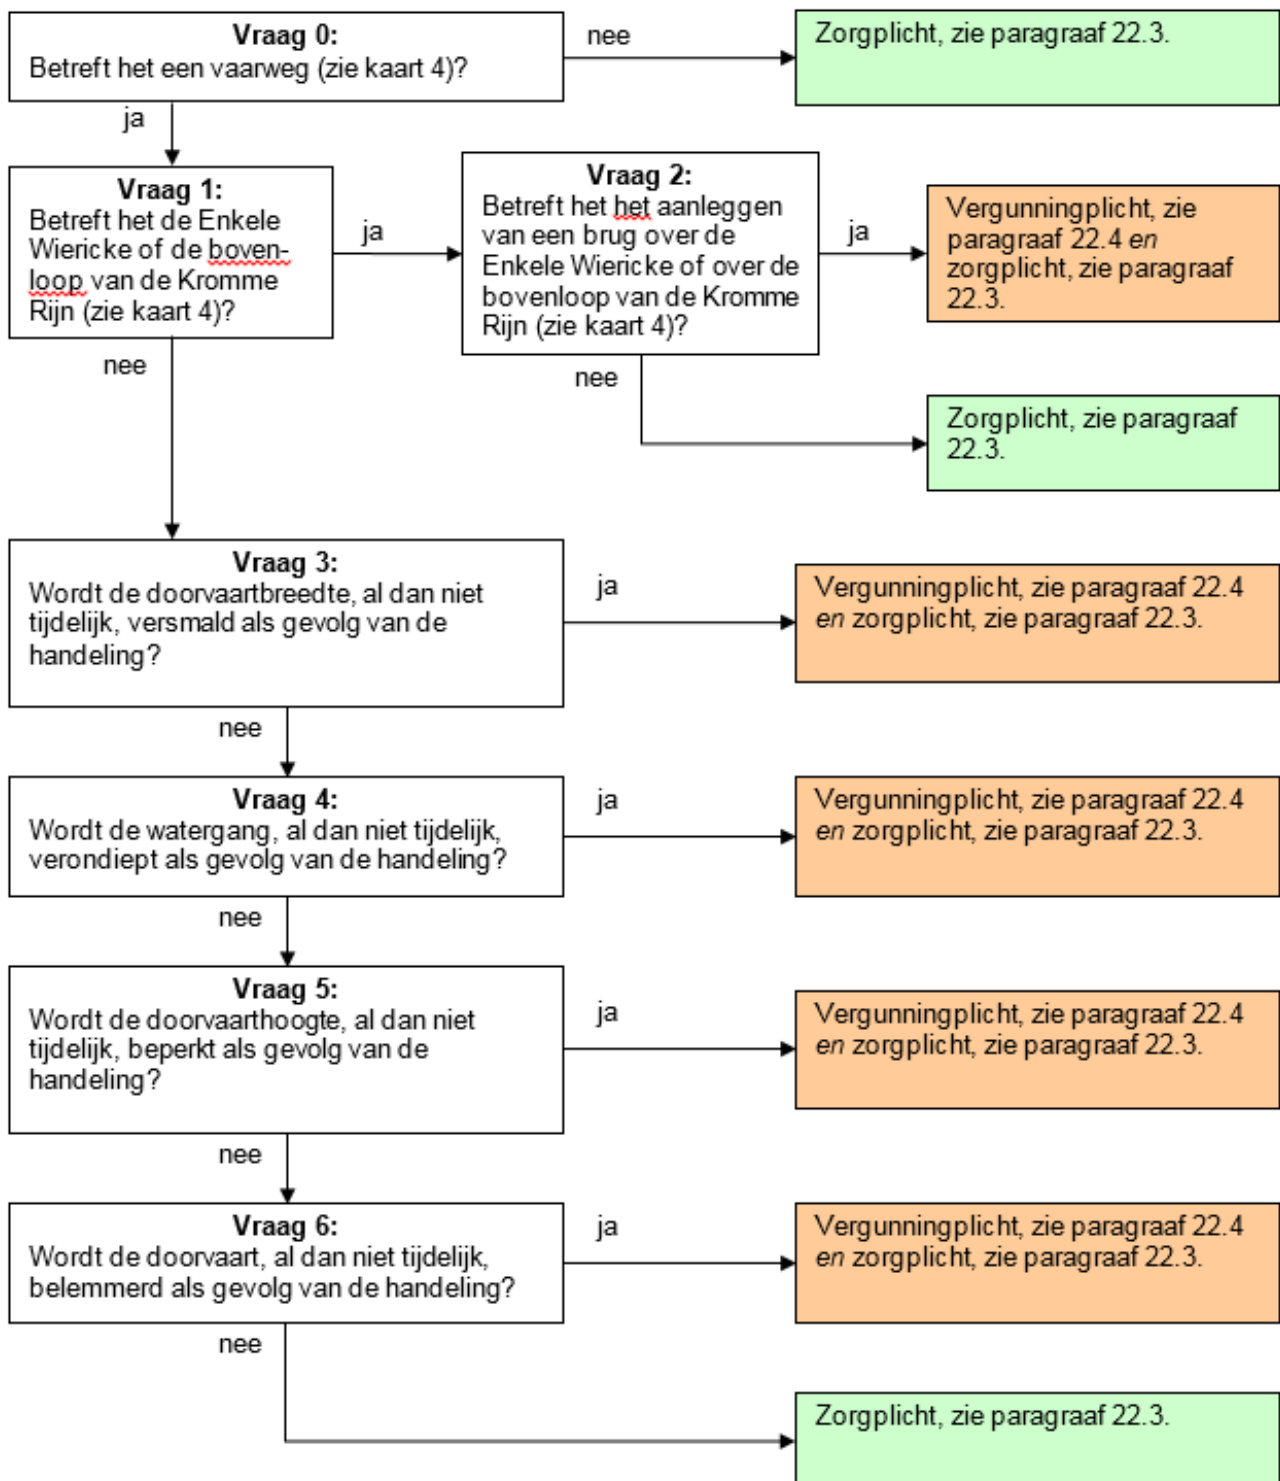 Vraag 0:
Betreft het een vaarweg (zie kaart 4)?
nee
Zorgplicht, zie paragraaf 22.3.
ja
Vraag 1:
Betreft het de Enkele
Wiericke of de boven-
loop van de Kromme
Rijn (zie kaart 4)?
ja
Vraag 2:
Betreft het het aanleggen
van een brug over de
Enkele Wiericke of over de
bovenloop van de Kromme
Rijn (zie kaart 4)?
ja
Vergunningplicht, zie
paragraaf 22.4 en
zorgplicht, zie paragraaf
22.3.
nee
Zorgplicht, zie paragraaf
22.3.
nee
Vraag 3:
Wordt de doorvaartbreedte, al dan niet
tijdelijk, versmald als gevolg van de
handeling?
ja
Vergunningplicht, zie paragraaf 22.4
en zorgplicht, zie paragraaf 22.3.
nee
Vraag 4:
Wordt de watergang, al dan niet tijdelijk,
verondiept als gevolg van de handeling?
ja
Vergunningplicht, zie paragraaf 22.4
en zorgplicht, zie paragraaf 22.3.
nee
Vraag 5:
Wordt de doorvaarthoogte, al dan niet
tijdelijk, beperkt als gevolg van de
handeling?
ja
Vergunningplicht, zie paragraaf 22.4
en zorgplicht, zie paragraaf 22.3.
nee
Vraag 6:
Wordt de doorvaart, al dan niet tijdelijk,
belemmerd als gevolg van de handeling?
ja
Vergunningplicht, zie paragraaf 22.4
en zorgplicht, zie paragraaf 22.3.
nee
Zorgplicht, zie paragraaf 22.3.